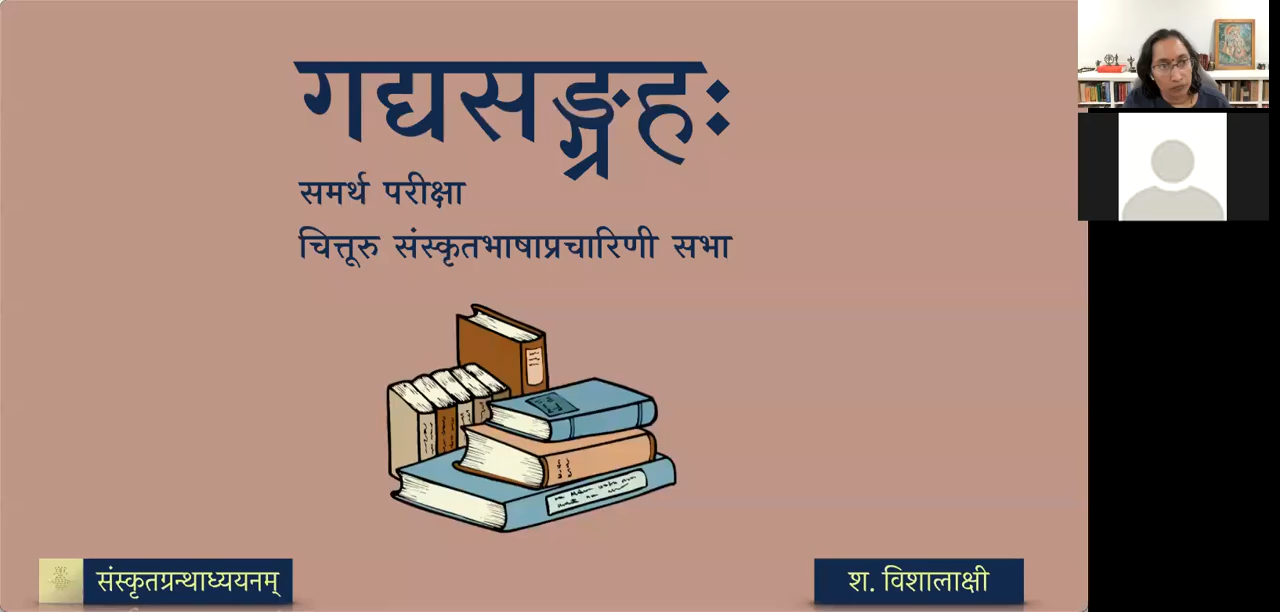 गद्यसङ्ग्रहः
समर्थ परीक्षा
चित्तूरु संस्कृतभाषाप्रचारिणी सभा
संस्कृतग्रन्थाध्ययनम्
श. विशालाक्षी